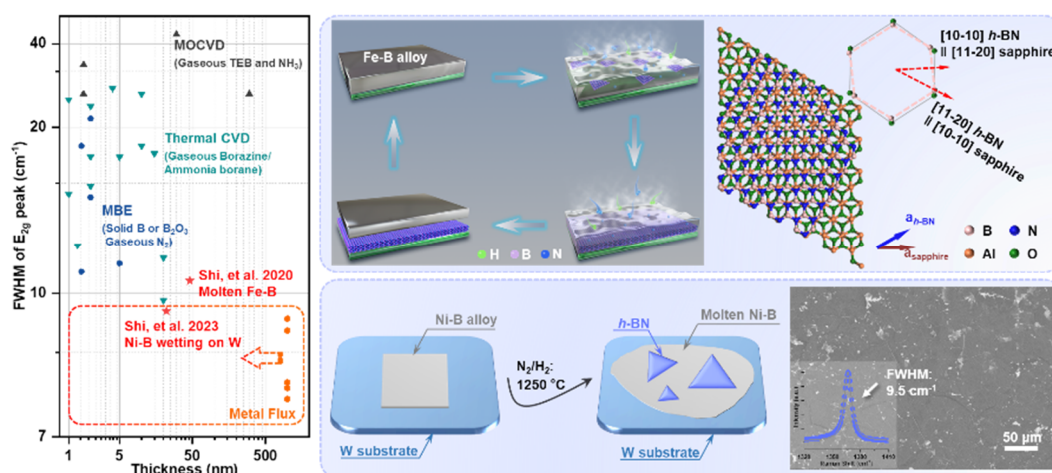 FWHM of E2g peak (cm-1)
40
20
10
7
MOCVD
(Gaseous TEB and NH3)
Thermal CVD
(Gaseous Borazine/
Ammonia borane)
MBE
(Solid B or B2O3
Gaseous N2)
Shi, et al. 2020
Molten Fe-B
Shi, et al. 2023
Ni-B wetting on W
Metal Flux
1
5
50
500
Thickness (nm)
Fe-B alloy
H
B
N
[10-10] h-BN
|| [11-20] sapphire
[11-20] h-BN
|| [10-10] sapphire
a h-BN
a sapphire
B
N
Al
O
Ni-B alloy
N2/H2:
1250 °C
W substrate
h-BN
Molten Ni-B
W substrate
FWHM:
9.5 cm-1
50 μm